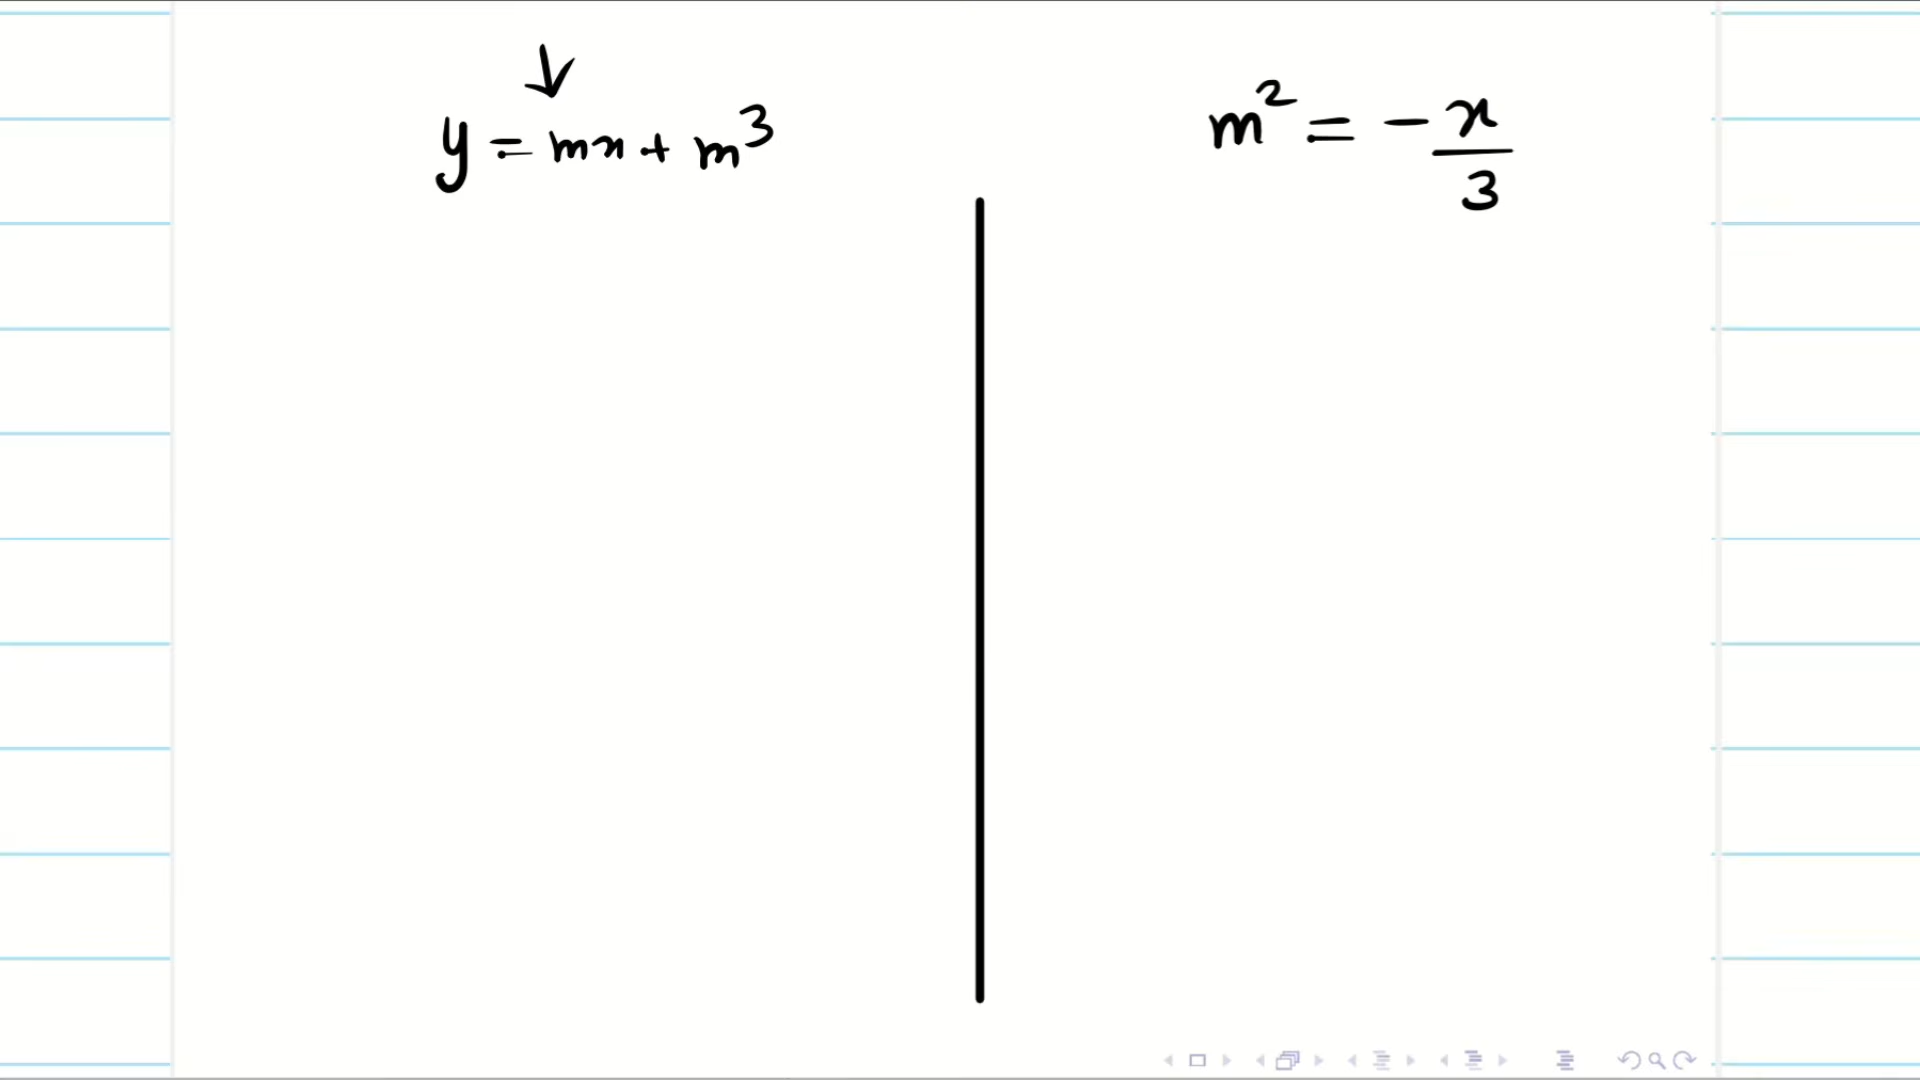 y = mx + m³
m² = -x/3